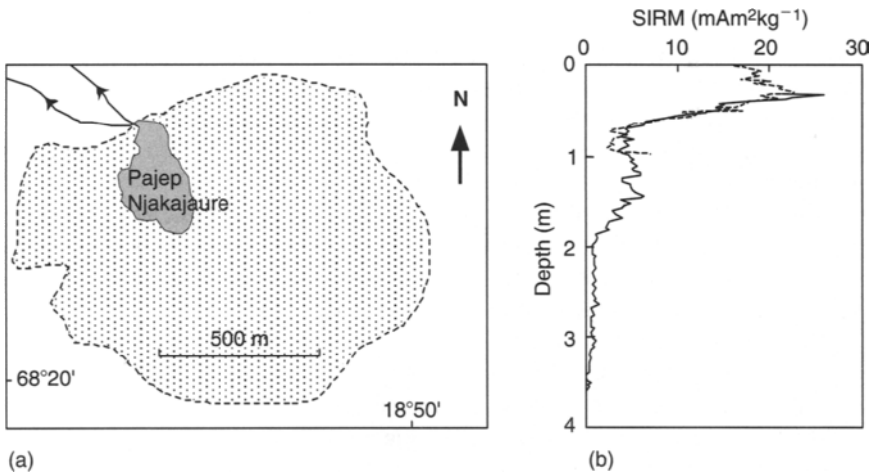 N
Pajep
Njakajaure
500 m
68°20'
18°50'
(a)
SIRM (mAm²kg⁻¹)
0 10 20 30
0
1
2
3
4
Depth (m)
(b)